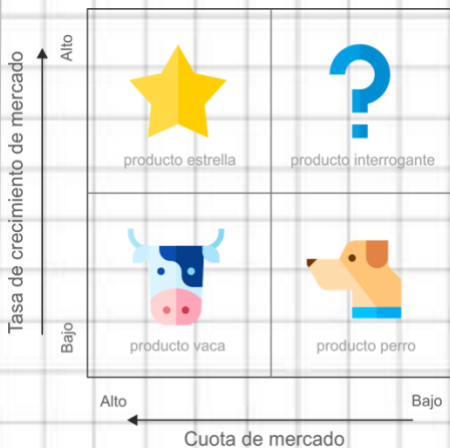 Tasa de crecimiento de mercado
Alto
producto estrella
producto interrogante
Bajo
producto vaca
producto perro
Alto
Bajo
Cuota de mercado